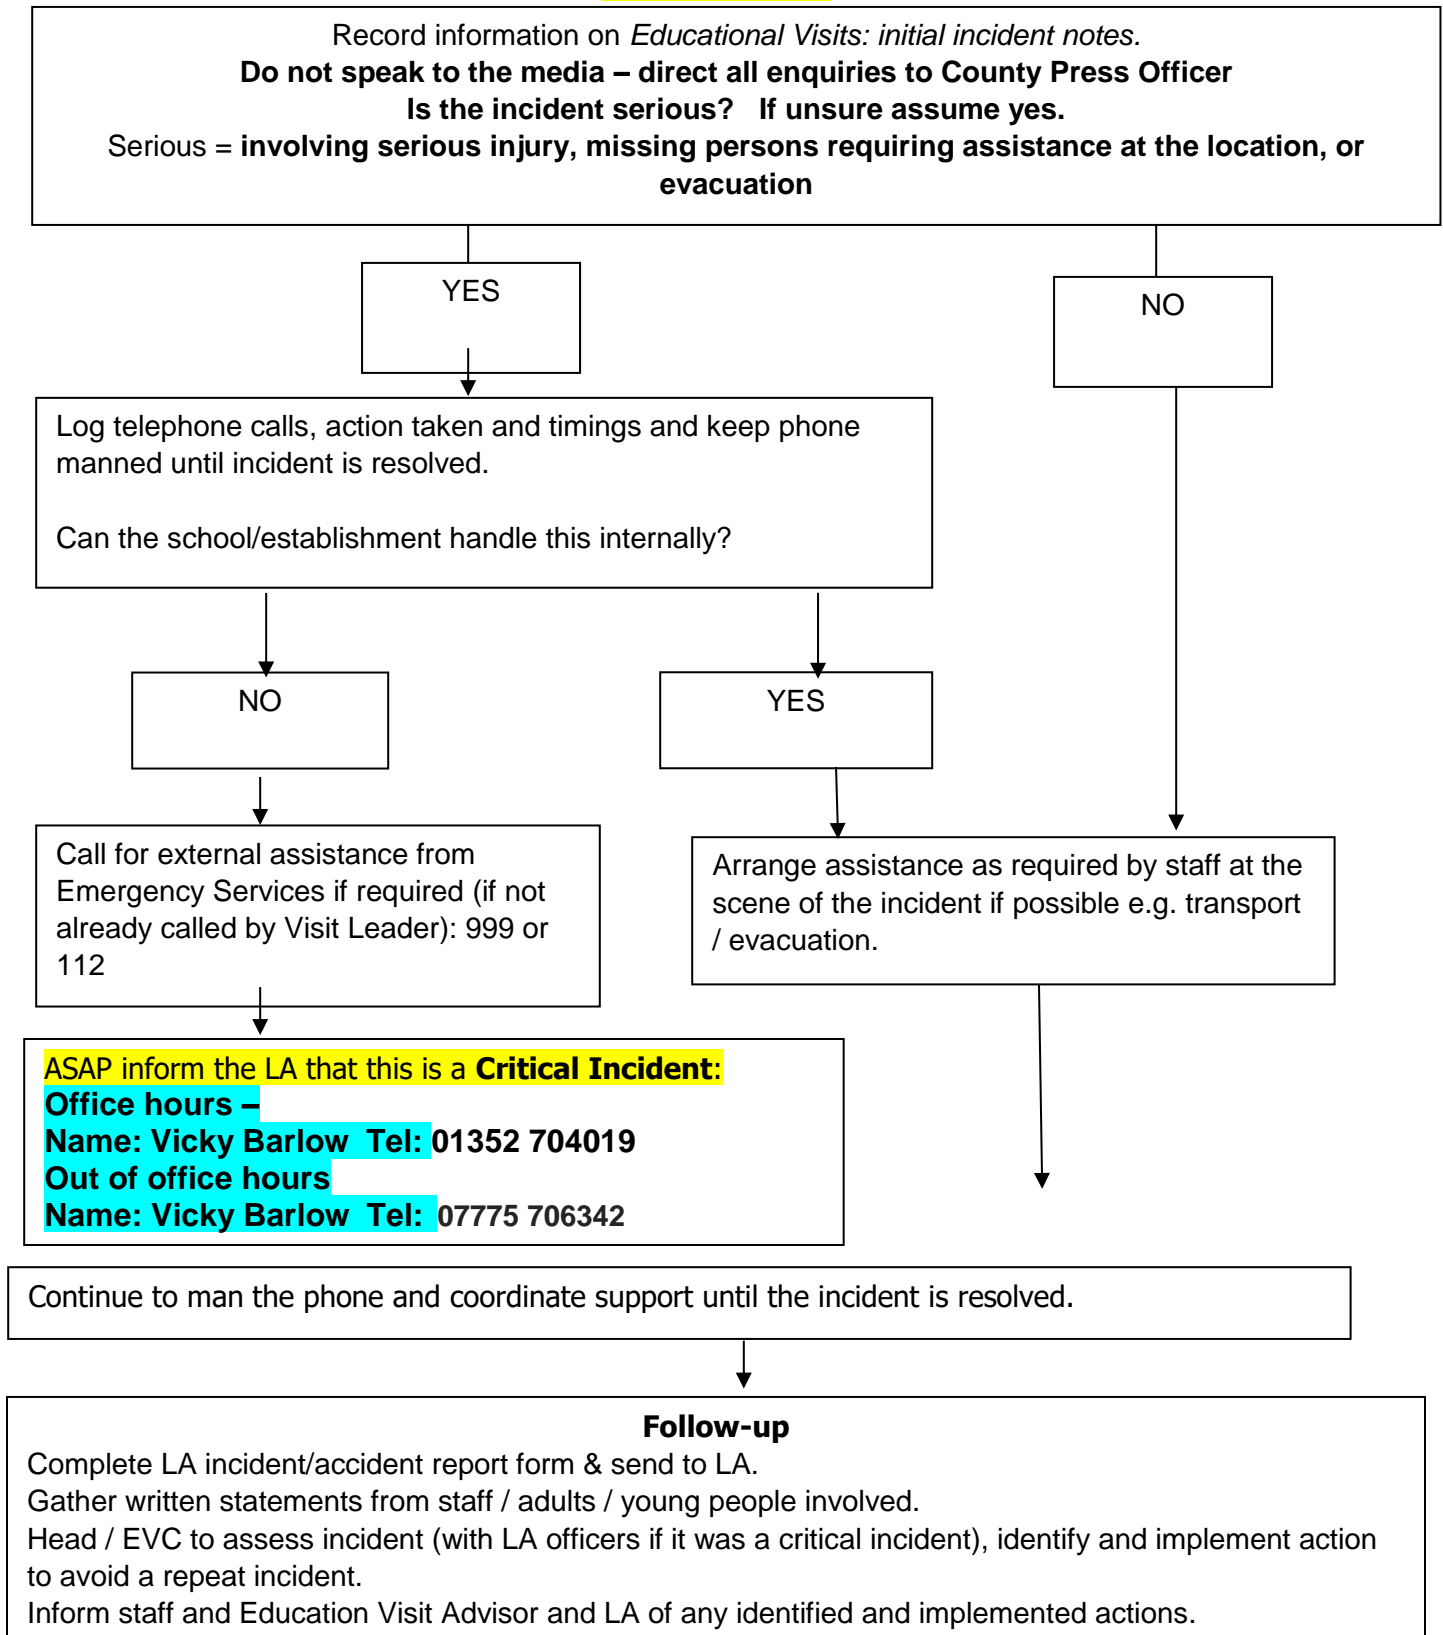 Record information on Educational Visits: initial incident notes.
Do not speak to the media – direct all enquiries to County Press Officer
Is the incident serious?   If unsure assume yes.
Serious = involving serious injury, missing persons requiring assistance at the location, or
evacuation
YES
NO
Log telephone calls, action taken and timings and keep phone
manned until incident is resolved.
Can the school/establishment handle this internally?
NO
YES
Call for external assistance from
Emergency Services if required (if not
already called by Visit Leader): 999 or
112
Arrange assistance as required by staff at the
scene of the incident if possible e.g. transport
/ evacuation.
ASAP inform the LA that this is a Critical Incident:
Office hours –
Name: Vicky Barlow  Tel: 01352 704019
Out of office hours
Name: Vicky Barlow  Tel:  07775 706342
Continue to man the phone and coordinate support until the incident is resolved.
Follow-up
Complete LA incident/accident report form & send to LA.
Gather written statements from staff / adults / young people involved.
Head / EVC to assess incident (with LA officers if it was a critical incident), identify and implement action
to avoid a repeat incident.
Inform staff and Education Visit Advisor and LA of any identified and implemented actions.